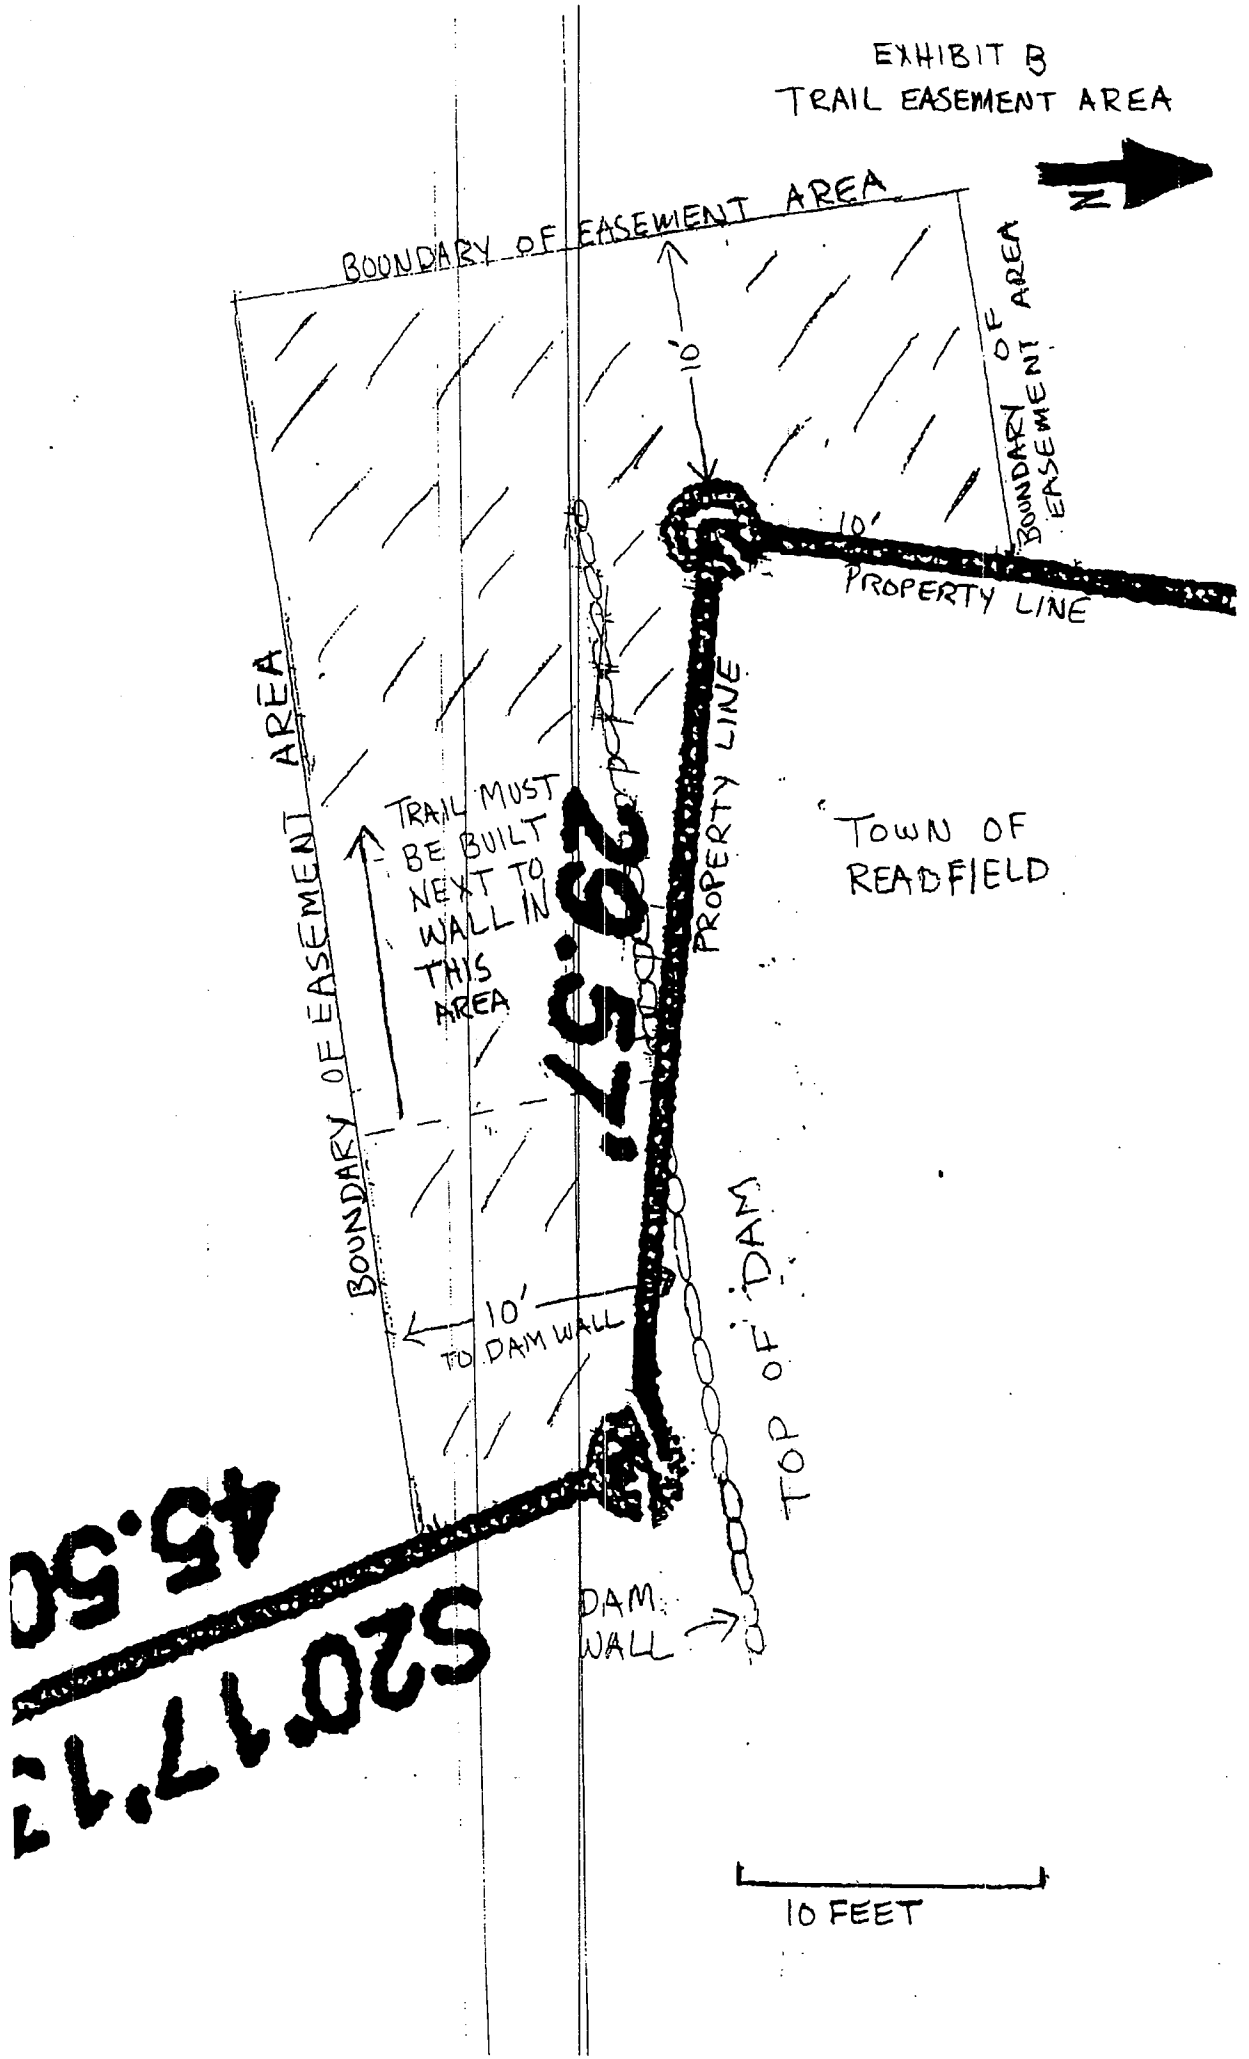 EXHIBIT B
TRAIL EASEMENT AREA
N
BOUNDARY OF EASEMENT AREA
BOUNDARY OF
EASEMENT AREA
10'
10'
PROPERTY LINE
BOUNDARY OF EASEMENT AREA
PROPERTY LINE
TRAIL MUST
BE BUILT
NEXT TO
WALL IN
THIS
AREA
29.57'
TOWN OF
READFIELD
10'
TO DAM WALL
TOP OF DAM
45.50
S20°17'1
DAM
WALL
10 FEET